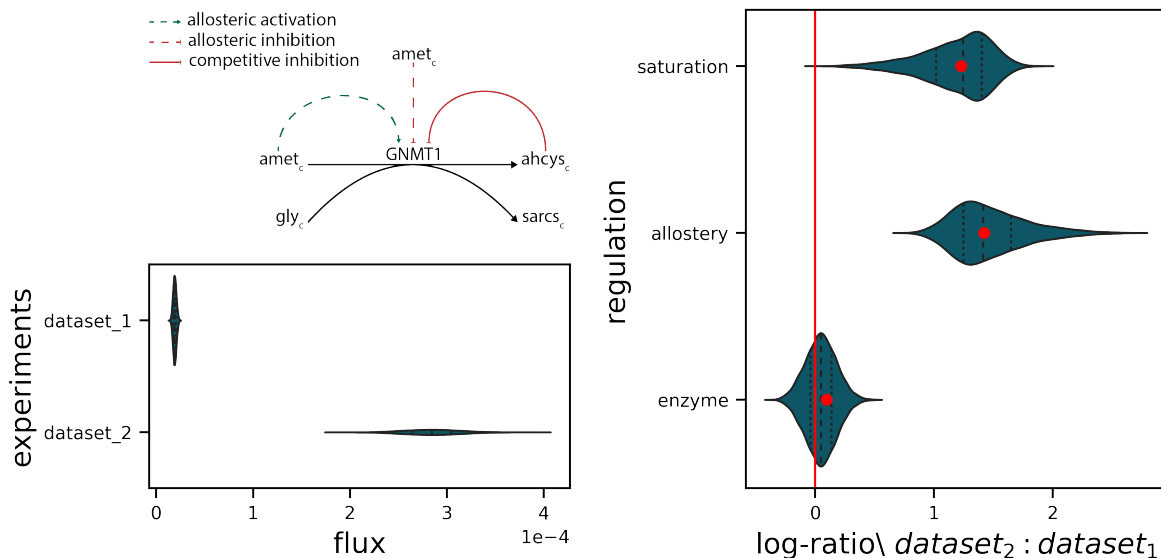 allosteric activation
allosteric inhibition
competitive inhibition
amet_c
amet_c
GNMT1
ahcys_c
gly_c
sarcs_c
experiments
dataset_1
dataset_2
0 1 2 3 4
1e−4
flux
regulation
saturation
allostery
enzyme
0 1 2
log-ratio\ dataset_2 : dataset_1